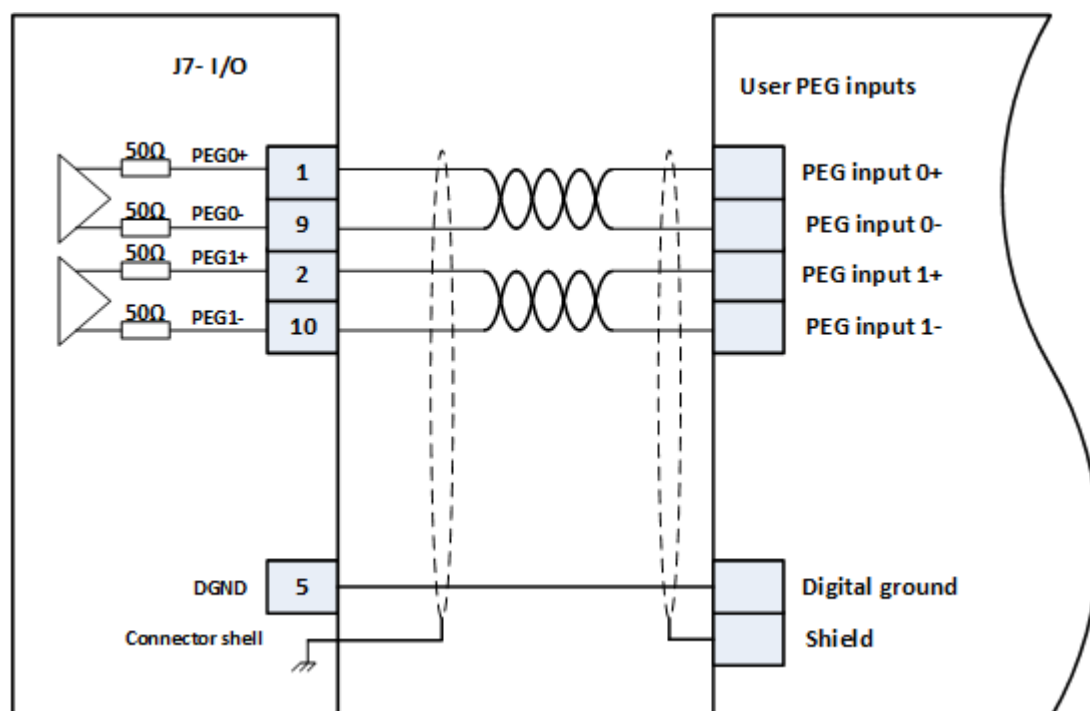 J7- I/O
User PEG inputs
50Ω PEG0+ 1 PEG input 0+
50Ω PEG0- 9 PEG input 0-
50Ω PEG1+ 2 PEG input 1+
50Ω PEG1- 10 PEG input 1-
DGND 5 Digital ground
Connector shell Shield